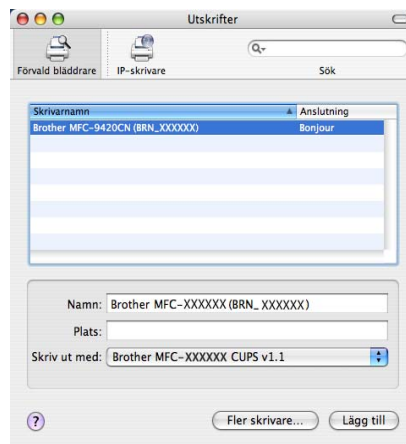 Utskrifter
Förvald bläddrare IP-skrivare Sök
Skrivarnamn Anslutning
Brother MFC-9420CN (BRN_XXXXXX) Bonjour
Namn: Brother MFC-XXXXXX (BRN_ XXXXXX)
Plats:
Skriv ut med: Brother MFC-XXXXXX CUPS v1.1
? Fler skrivare... Lägg till